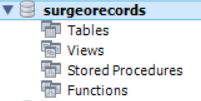 surgeorecords
Tables
Views
Stored Procedures
Functions